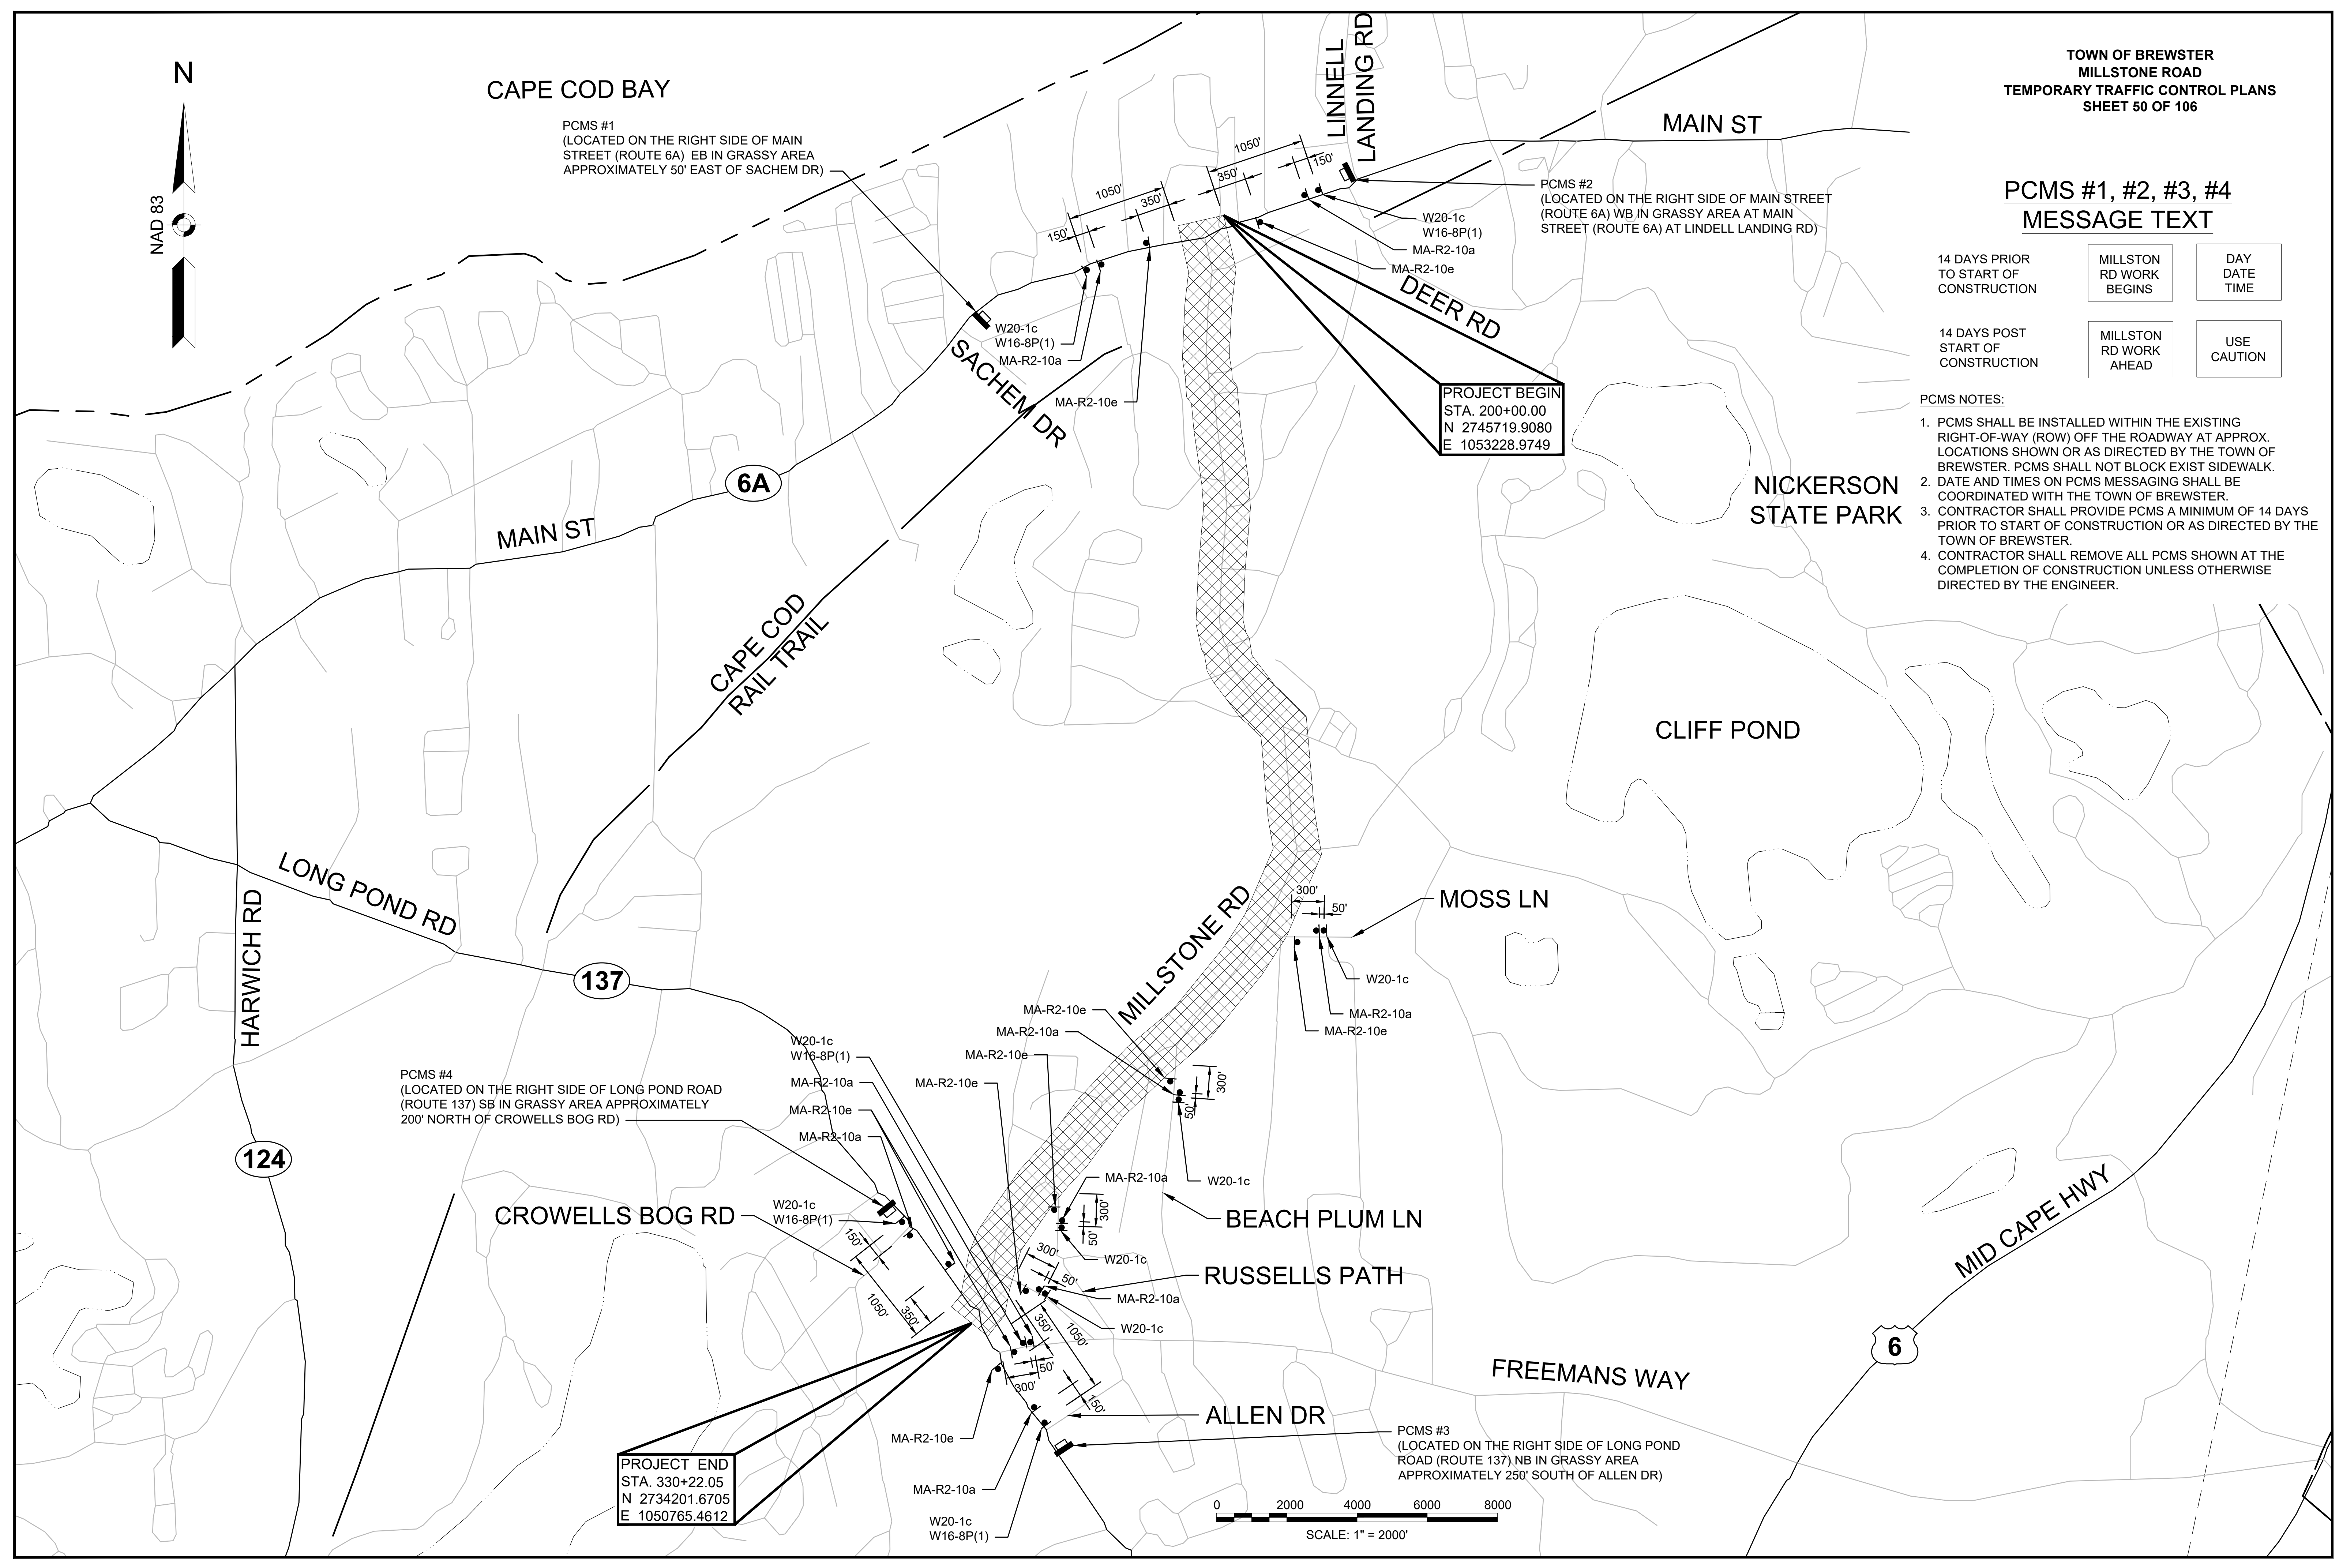 TOWN OF BREWSTER
MILLSTONE ROAD
TEMPORARY TRAFFIC CONTROL PLANS
SHEET 50 OF 106
N
NAD 83
CAPE COD BAY
PCMS #1
(LOCATED ON THE RIGHT SIDE OF MAIN
STREET (ROUTE 6A) EB IN GRASSY AREA
APPROXIMATELY 50' EAST OF SACHEM DR)
LINNELL
LANDING RD
MAIN ST
1050'
350'
150'
1050'
350'
150'
PCMS #2
(LOCATED ON THE RIGHT SIDE OF MAIN STREET
(ROUTE 6A) WB IN GRASSY AREA AT MAIN
STREET (ROUTE 6A) AT LINDELL LANDING RD)
W20-1c
W16-8P(1)
MA-R2-10a
MA-R2-10e
DEER RD
W20-1c
W16-8P(1)
MA-R2-10a
MA-R2-10e
SACHEM DR
PROJECT BEGIN
STA. 200+00.00
N 2745719.9080
E 1053228.9749
PCMS #1, #2, #3, #4
MESSAGE TEXT
14 DAYS PRIOR
TO START OF
CONSTRUCTION
MILLSTON
RD WORK
BEGINS
DAY
DATE
TIME
14 DAYS POST
START OF
CONSTRUCTION
MILLSTON
RD WORK
AHEAD
USE
CAUTION
PCMS NOTES:
1. PCMS SHALL BE INSTALLED WITHIN THE EXISTING
RIGHT-OF-WAY (ROW) OFF THE ROADWAY AT APPROX.
LOCATIONS SHOWN OR AS DIRECTED BY THE TOWN OF
BREWSTER. PCMS SHALL NOT BLOCK EXIST SIDEWALK.
2. DATE AND TIMES ON PCMS MESSAGING SHALL BE
COORDINATED WITH THE TOWN OF BREWSTER.
3. CONTRACTOR SHALL PROVIDE PCMS A MINIMUM OF 14 DAYS
PRIOR TO START OF CONSTRUCTION OR AS DIRECTED BY THE
TOWN OF BREWSTER.
4. CONTRACTOR SHALL REMOVE ALL PCMS SHOWN AT THE
COMPLETION OF CONSTRUCTION UNLESS OTHERWISE
DIRECTED BY THE ENGINEER.
NICKERSON
STATE PARK
6A
MAIN ST
CAPE COD
RAIL TRAIL
CLIFF POND
LONG POND RD
HARWICH RD
137
124
MILLSTONE RD
300'
50'
MOSS LN
W20-1c
MA-R2-10a
MA-R2-10e
MA-R2-10e
MA-R2-10a
MA-R2-10e
MA-R2-10e
300'
50'
W20-1c
W20-1c
W16-8P(1)
MA-R2-10a
MA-R2-10e
MA-R2-10a
PCMS #4
(LOCATED ON THE RIGHT SIDE OF LONG POND ROAD
(ROUTE 137) SB IN GRASSY AREA APPROXIMATELY
200' NORTH OF CROWELLS BOG RD)
CROWELLS BOG RD
W20-1c
W16-8P(1)
150'
1050'
350'
MA-R2-10a
300'
50'
W20-1c
BEACH PLUM LN
300'
50'
RUSSELLS PATH
MA-R2-10a
W20-1c
350'
1050'
150'
50'
300'
FREEMANS WAY
MID CAPE HWY
6
ALLEN DR
MA-R2-10e
MA-R2-10a
W20-1c
W16-8P(1)
PCMS #3
(LOCATED ON THE RIGHT SIDE OF LONG POND
ROAD (ROUTE 137) NB IN GRASSY AREA
APPROXIMATELY 250' SOUTH OF ALLEN DR)
PROJECT END
STA. 330+22.05
N 2734201.6705
E 1050765.4612
0 2000 4000 6000 8000
SCALE: 1" = 2000'